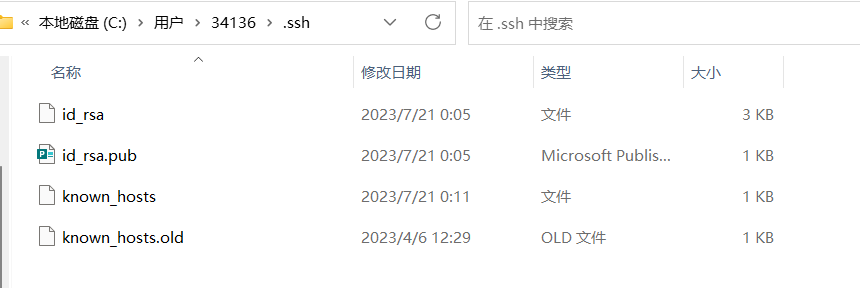 « 本地磁盘 (C:) > 用户 > 34136 > .ssh
在 .ssh 中搜索
名称 修改日期 类型 大小
id_rsa 2023/7/21 0:05 文件 3 KB
id_rsa.pub 2023/7/21 0:05 Microsoft Publis... 1 KB
known_hosts 2023/7/21 0:11 文件 1 KB
known_hosts.old 2023/4/6 12:29 OLD 文件 1 KB